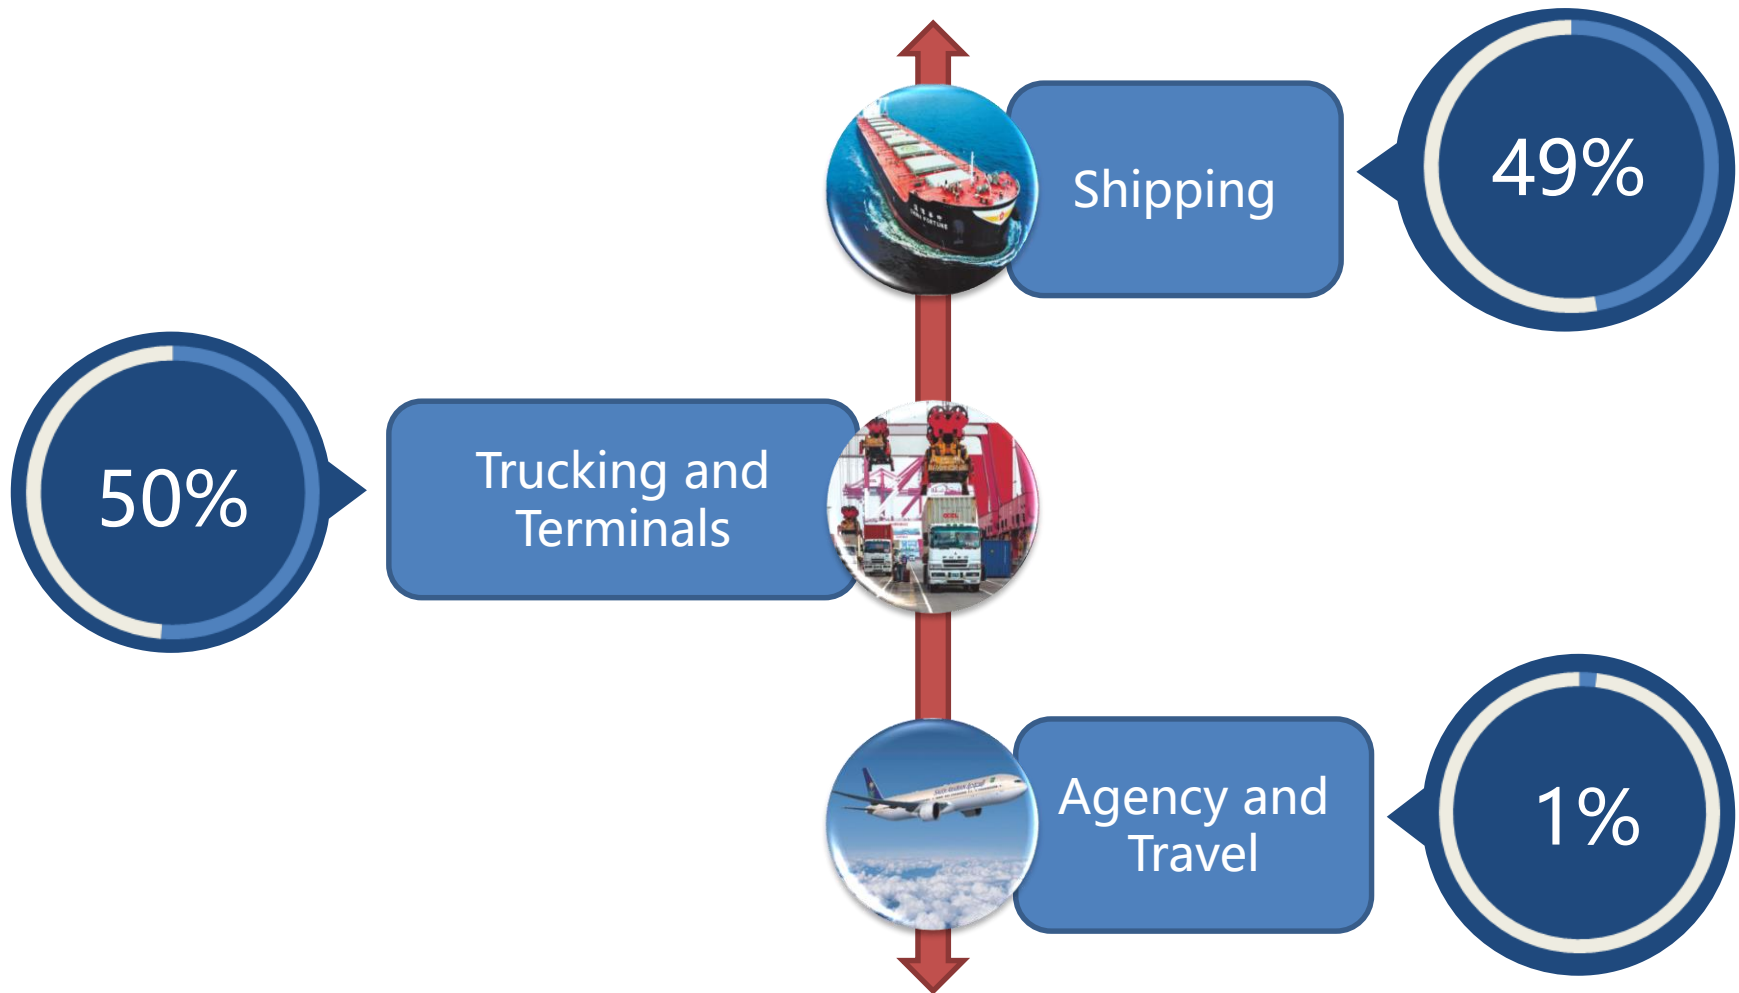 Shipping
49%
50%
Trucking and
Terminals
Agency and
Travel
1%